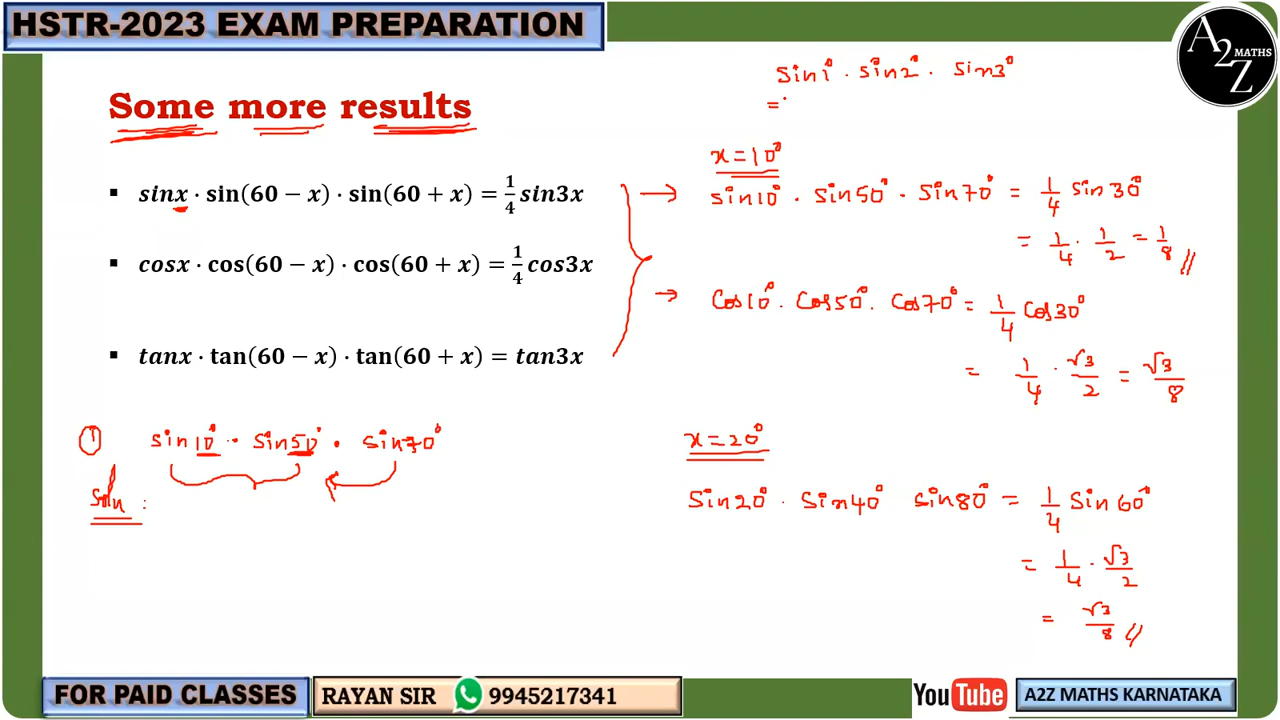 HSTR-2023 EXAM PREPARATION
A2Z MATHS
Some more results
▪ sinx · sin(60 − x) · sin(60 + x) = 1/4 sin3x
▪ cosx · cos(60 − x) · cos(60 + x) = 1/4 cos3x
▪ tanx · tan(60 − x) · tan(60 + x) = tan3x
① sin10° · sin50° · sin70°
Soln :
sin1° · sin2° · sin3°
=
x=10°
→ sin10° · sin50° · sin70° = 1/4 sin30°
= 1/4 · 1/2 = 1/8 //
→ Cos10° · Cos50° · Cos70° = 1/4 Cos30°
= 1/4 · √3/2 = √3/8
x=20°
Sin20° · Sin40° sin80° = 1/4 Sin60°
= 1/4 · √3/2
= √3/8 //
FOR PAID CLASSES
RAYAN SIR 9945217341
YouTube
A2Z MATHS KARNATAKA